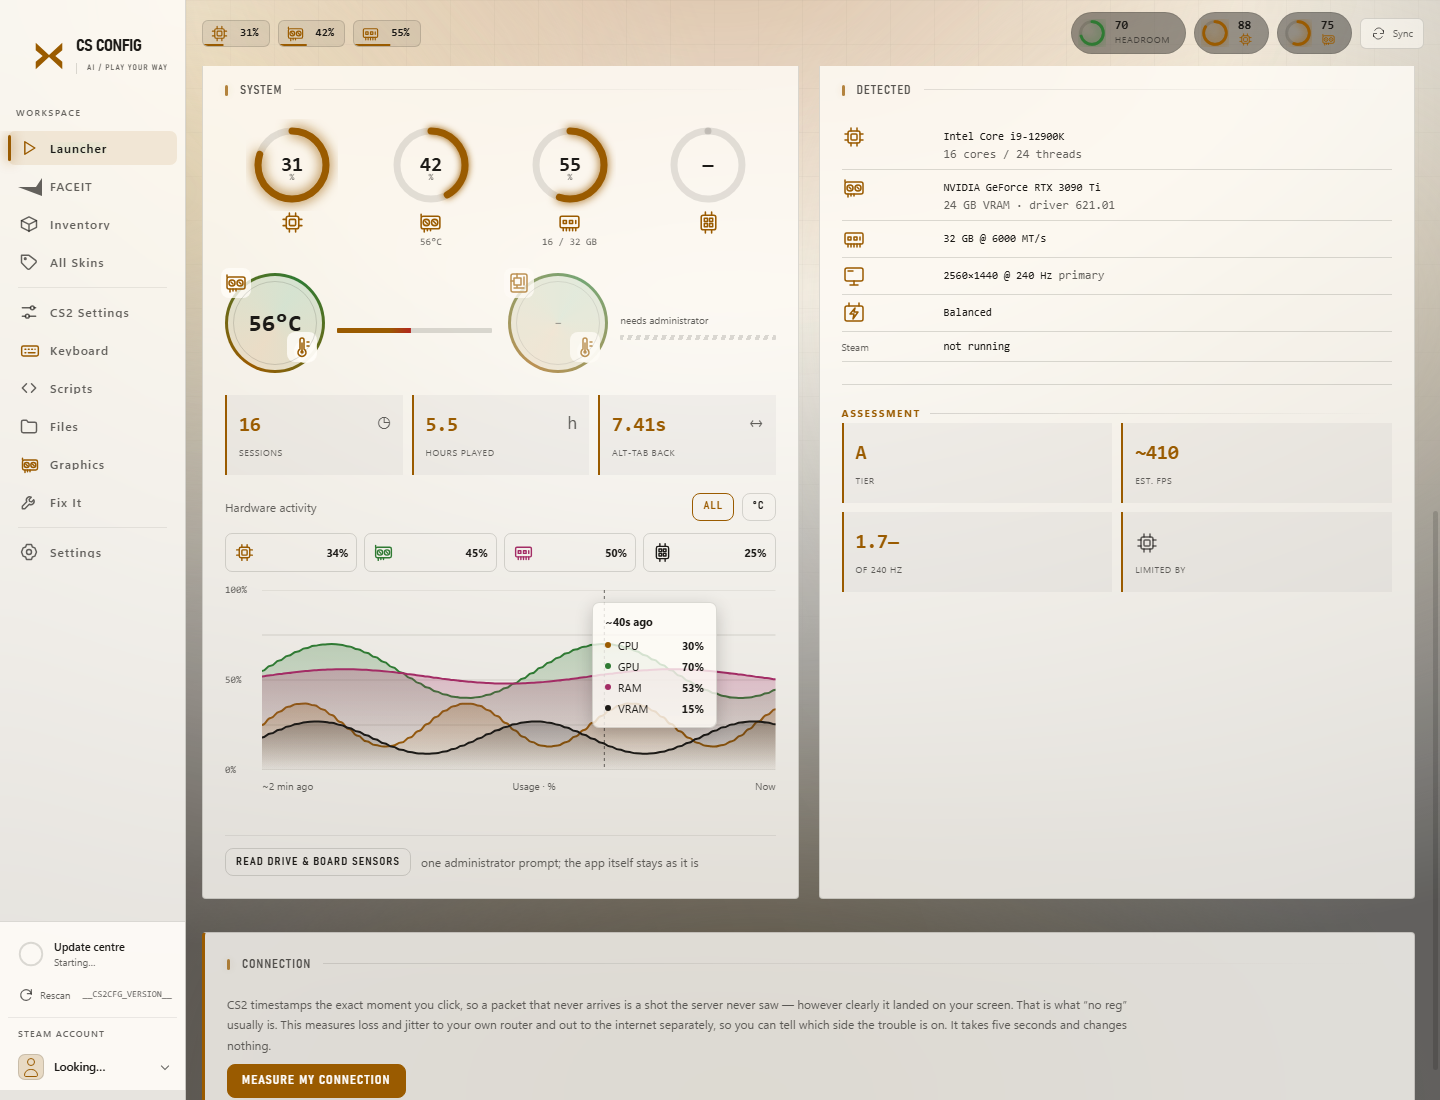 CS CONFIG
AI / PLAY YOUR WAY
WORKSPACE
Launcher
FACEIT
Inventory
All Skins
CS2 Settings
Keyboard
Scripts
Files
Graphics
Fix It
Settings
Update centre
Starting...
Rescan __CS2CFG_VERSION__
STEAM ACCOUNT
Looking...
31% 42% 55%
70 HEADROOM 88 75 Sync
SYSTEM
31 % 42 % 55 % —
56°C 16 / 32 GB
56°C
–
needs administrator
16 5.5 h 7.41s
SESSIONS HOURS PLAYED ALT-TAB BACK
Hardware activity ALL °C
34% 45% 50% 25%
100%
50%
0%
~40s ago
CPU 30%
GPU 70%
RAM 53%
VRAM 15%
~2 min ago Usage · % Now
READ DRIVE & BOARD SENSORS one administrator prompt; the app itself stays as it is
DETECTED
Intel Core i9-12900K
16 cores / 24 threads
NVIDIA GeForce RTX 3090 Ti
24 GB VRAM · driver 621.01
32 GB @ 6000 MT/s
2560×1440 @ 240 Hz primary
Balanced
Steam not running
ASSESSMENT
A ~410
TIER EST. FPS
1.7—
OF 240 HZ LIMITED BY
CONNECTION
CS2 timestamps the exact moment you click, so a packet that never arrives is a shot the server never saw — however clearly it landed on your screen. That is what “no reg”
usually is. This measures loss and jitter to your own router and out to the internet separately, so you can tell which side the trouble is on. It takes five seconds and changes
nothing.
MEASURE MY CONNECTION